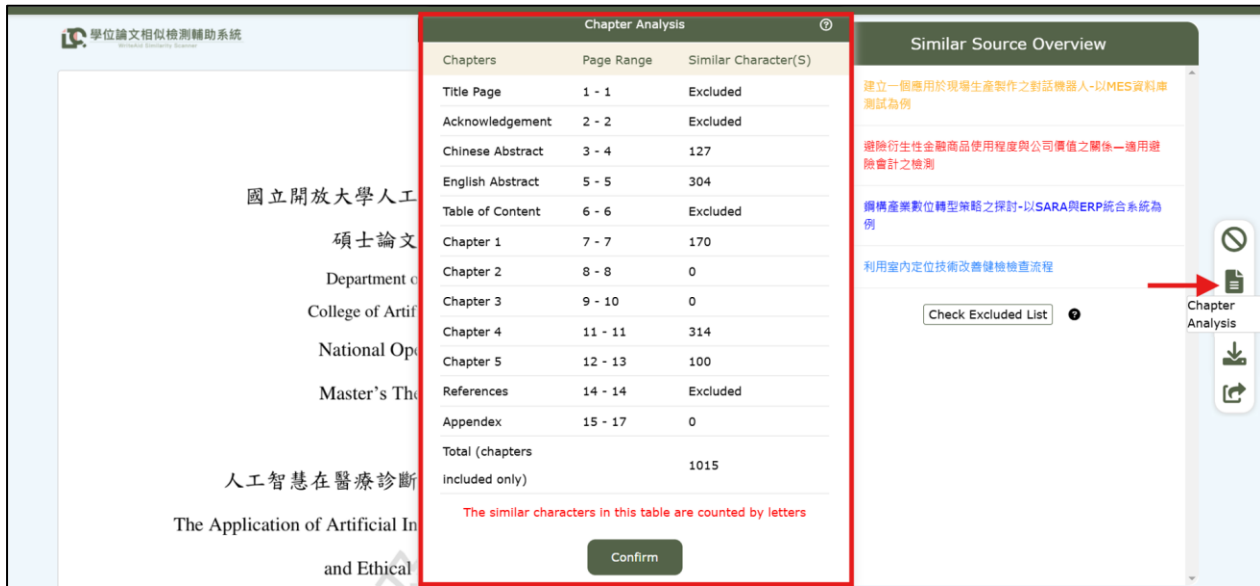 學位論文相似檢測輔助系統
WriteAid Similarity Scanner
國立開放大學人工
碩士論文
Department o
College of Artif
National Ope
Master's The
人工智慧在醫療診斷
The Application of Artificial In
and Ethical
Chapter Analysis
Chapters Page Range Similar Character(S)
Title Page 1 - 1 Excluded
Acknowledgement 2 - 2 Excluded
Chinese Abstract 3 - 4 127
English Abstract 5 - 5 304
Table of Content 6 - 6 Excluded
Chapter 1 7 - 7 170
Chapter 2 8 - 8 0
Chapter 3 9 - 10 0
Chapter 4 11 - 11 314
Chapter 5 12 - 13 100
References 14 - 14 Excluded
Appendex 15 - 17 0
Total (chapters
included only) 1015
The similar characters in this table are counted by letters
Confirm
Similar Source Overview
建立一個應用於現場生產製作之對話機器人-以MES資料庫
測試為例
避險衍生性金融商品使用程度與公司價值之關係—適用避
險會計之檢測
鋼構產業數位轉型策略之探討-以SARA與ERP統合系統為
例
利用室內定位技術改善健檢檢查流程
Check Excluded List
Chapter
Analysis